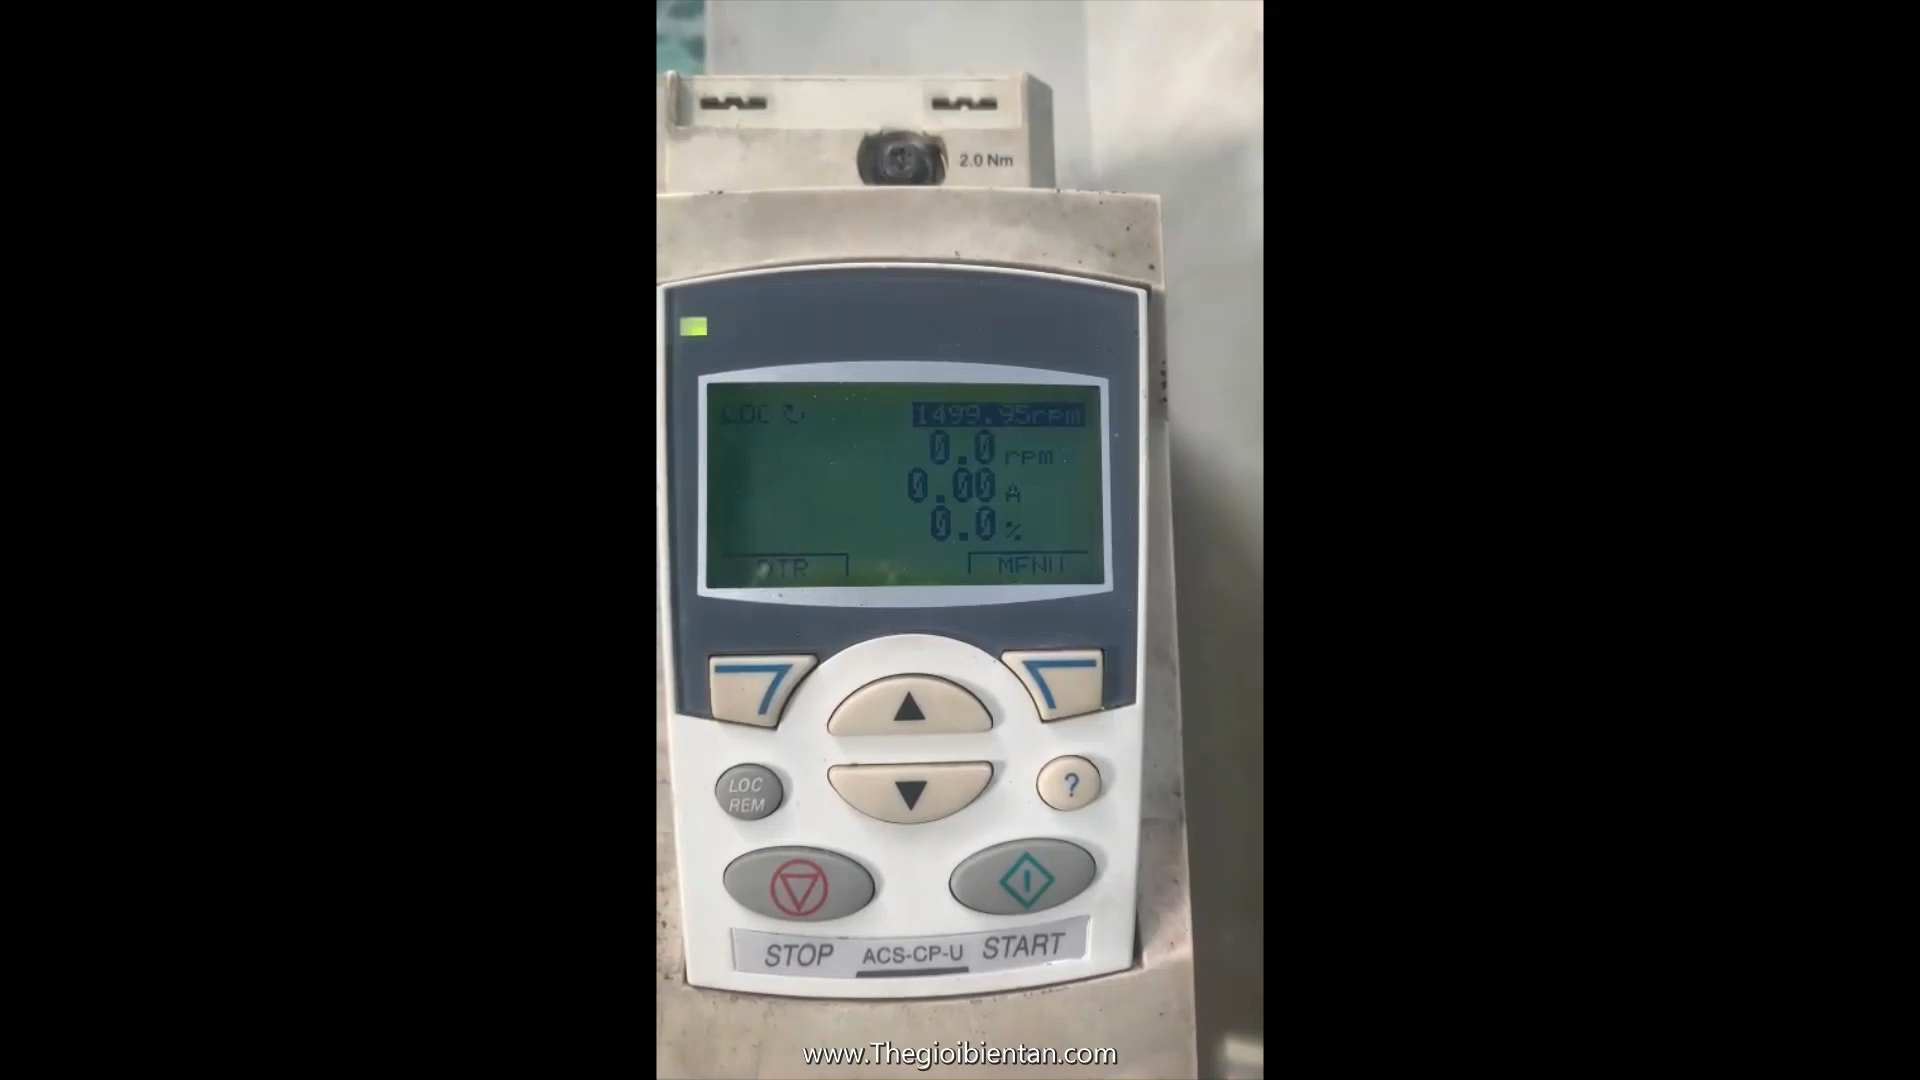 2.0 Nm
LOC 1499.95rpm
0.0 rpm
0.00 A
0.0 %
DIR MENU
LOC
REM
?
STOP ACS-CP-U START
www.Thegioibientan.com